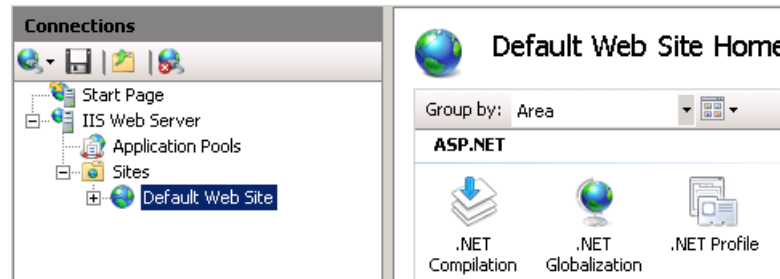 Connections
Start Page
IIS Web Server
Application Pools
Sites
Default Web Site
Default Web Site Home
Group by: Area
ASP.NET
.NET
Compilation
.NET
Globalization
.NET Profile